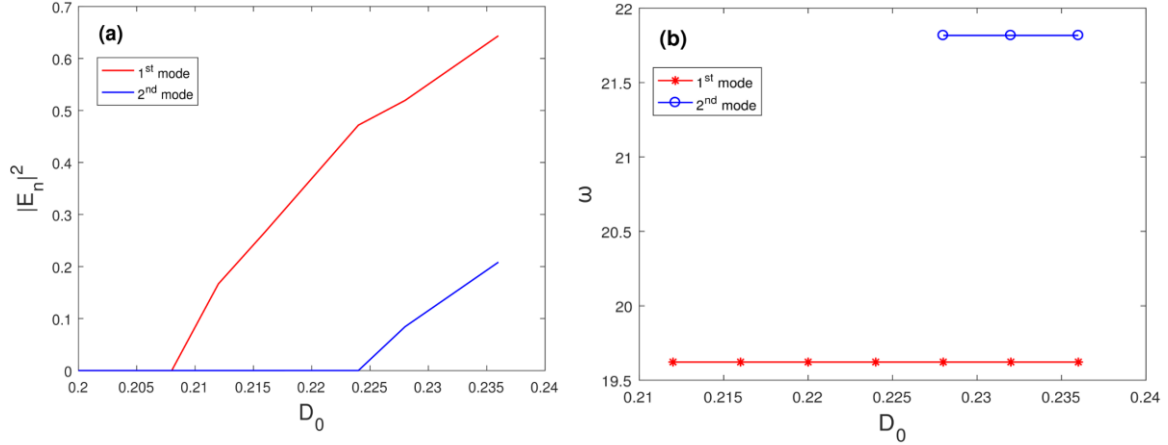 (a)
1st mode
2nd mode
|En|2
0.7
0.6
0.5
0.4
0.3
0.2
0.1
0
0.2 0.205 0.21 0.215 0.22 0.225 0.23 0.235 0.24
D0
(b)
1st mode
2nd mode
ω
22
21.5
21
20.5
20
19.5
0.21 0.215 0.22 0.225 0.23 0.235 0.24
D0